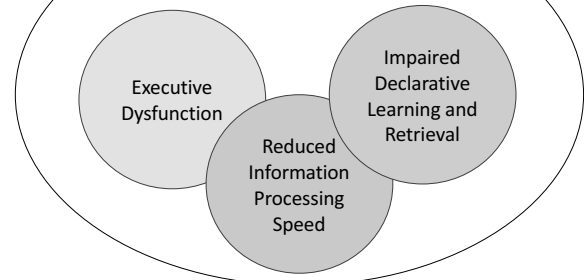 Executive
Dysfunction
Impaired
Declarative
Learning and
Retrieval
Reduced
Information
Processing
Speed